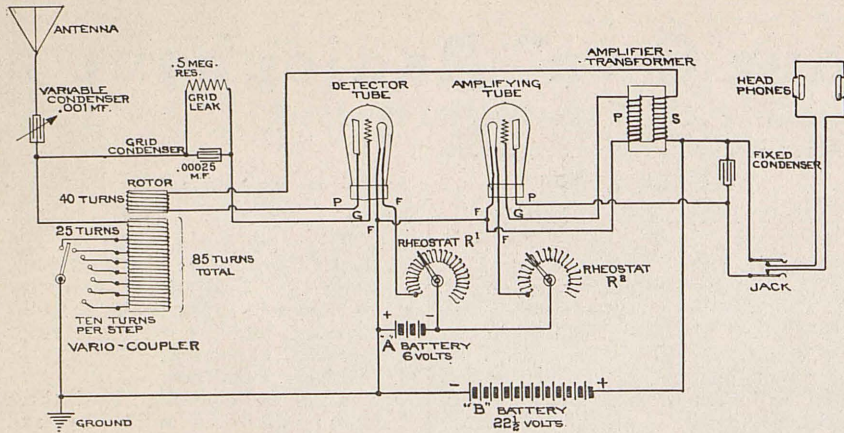 ANTENNA
VARIABLE
CONDENSER
.001 MF.
.5 MEG.
RES.
GRID
LEAK
GRID
CONDENSER
.00025
M.F.
DETECTOR
TUBE
AMPLIFYING
TUBE
AMPLIFIER-
TRANSFORMER
P
S
HEAD
PHONES
FIXED
CONDENSER
JACK
ROTOR
40 TURNS
25 TURNS
85 TURNS
TOTAL
TEN TURNS
PER STEP
VARIO-COUPLER
P
G
F
F
F
F
G
P
RHEOSTAT R1
RHEOSTAT
R2
+
-
"A" BATTERY
6 VOLTS
-
+
"B" BATTERY
22½ VOLTS
GROUND